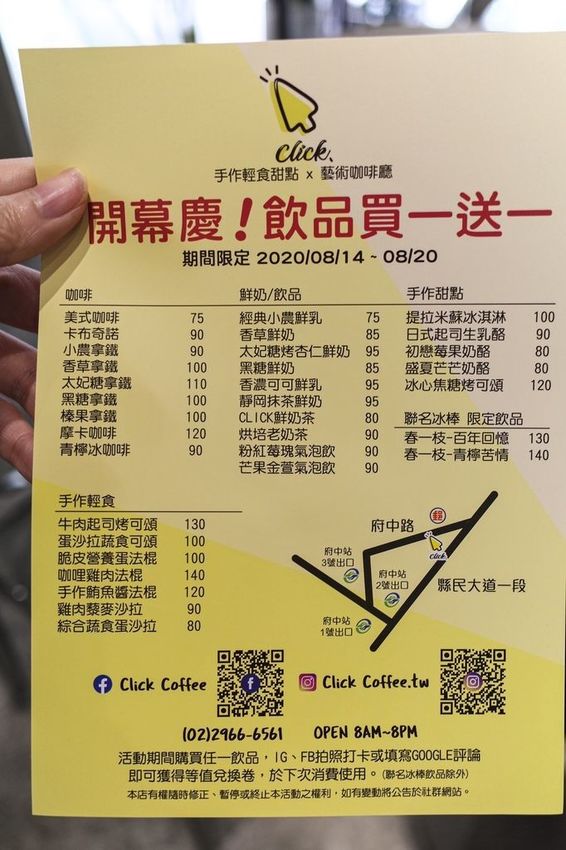 Click、
手作輕食甜點 x 藝術咖啡廳
開幕慶！飲品買一送一
期間限定 2020/08/14 ~ 08/20
咖啡
美式咖啡 75
卡布奇諾 90
小農拿鐵 90
香草拿鐵 100
太妃糖拿鐵 110
黑糖拿鐵 100
榛果拿鐵 100
摩卡咖啡 120
青檸冰咖啡 90
鮮奶/飲品
經典小農鮮乳 75
香草鮮奶 85
太妃糖烤杏仁鮮奶 95
黑糖鮮奶 85
香濃可可鮮乳 95
靜岡抹茶鮮奶 95
CLICK鮮奶茶 80
烘培老奶茶 90
粉紅莓瑰氣泡飲 90
芒果金萱氣泡飲 90
手作甜點
提拉米蘇冰淇淋 100
日式起司生乳酪 90
初戀莓果奶酪 80
盛夏芒芒奶酪 80
冰心焦糖烤可頌 120
聯名冰棒 限定飲品
春一枝-百年回憶 130
春一枝-青檸苦情 140
手作輕食
牛肉起司烤可頌 130
蛋沙拉蔬食可頌 100
脆皮營養蛋法棍 100
咖哩雞肉法棍 140
手作鮪魚醬法棍 120
雞肉藜麥沙拉 90
綜合蔬食蛋沙拉 80
府中路
郵
click
府中站
3號出口
府中站
2號出口
縣民大道一段
府中站
1號出口
Click Coffee
Click Coffee.tw
(02)2966-6561 OPEN 8AM~8PM
活動期間購買任一飲品，IG、FB拍照打卡或填寫GOOGLE評論
即可獲得等值兌換卷，於下次消費使用。(聯名冰棒飲品除外)
本店有權隨時修正、暫停或終止本活動之權利，如有變動將公告於社群網站。